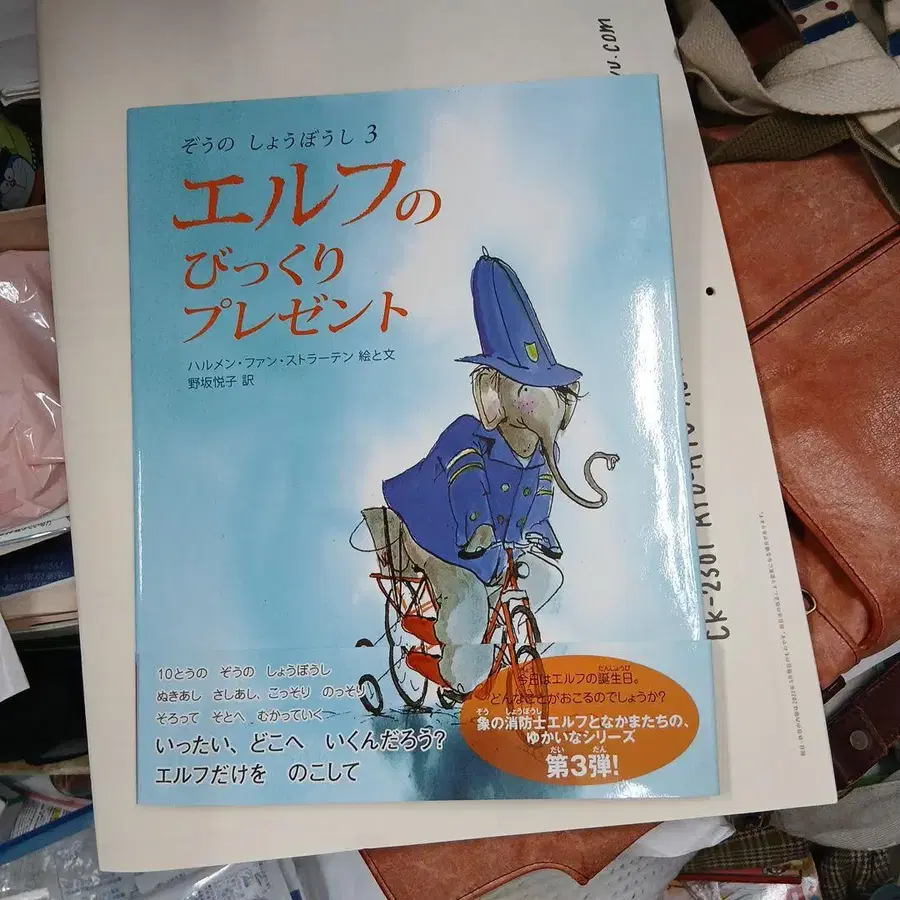 ぞうの しょうぼうし 3
エルフの
びっくり
プレゼント
ハルメン・ファン・ストラーテン 絵と文
野坂悦子 訳
10とうの ぞうの しょうぼうし
ぬきあし さしあし、こっそり のっそり
そろって そとへ むかっていく
いったい、どこへ いくんだろう?
エルフだけを のこして
今日はエルフの誕生日。
どんなことがおこるのでしょうか?
象の消防士エルフとなかまたちの、
ゆかいなシリーズ
第3弾!